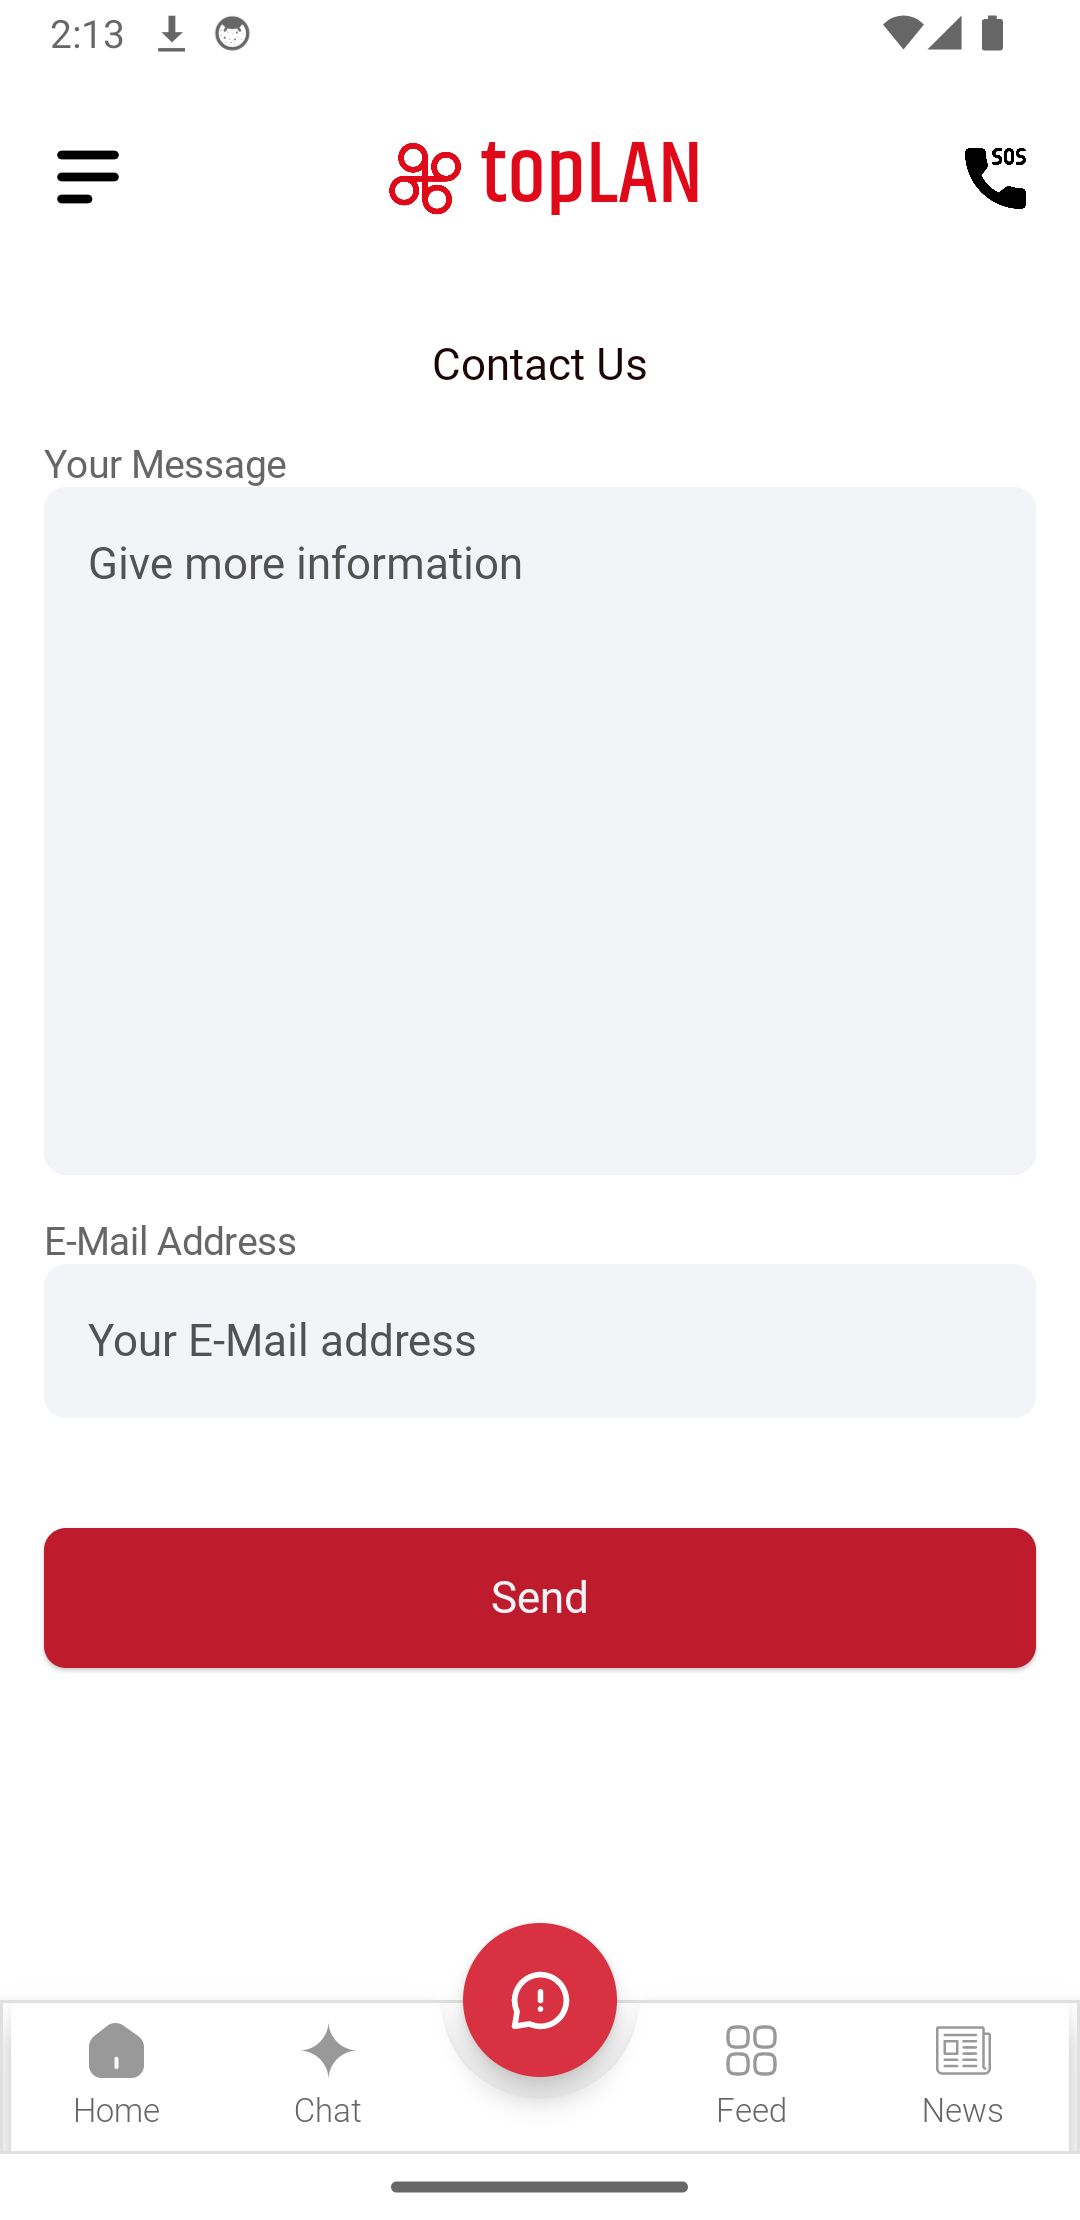 2:13
topLAN
SOS
Contact Us
Your Message
Give more information
E-Mail Address
Your E-Mail address
Send
Home
Chat
Feed
News